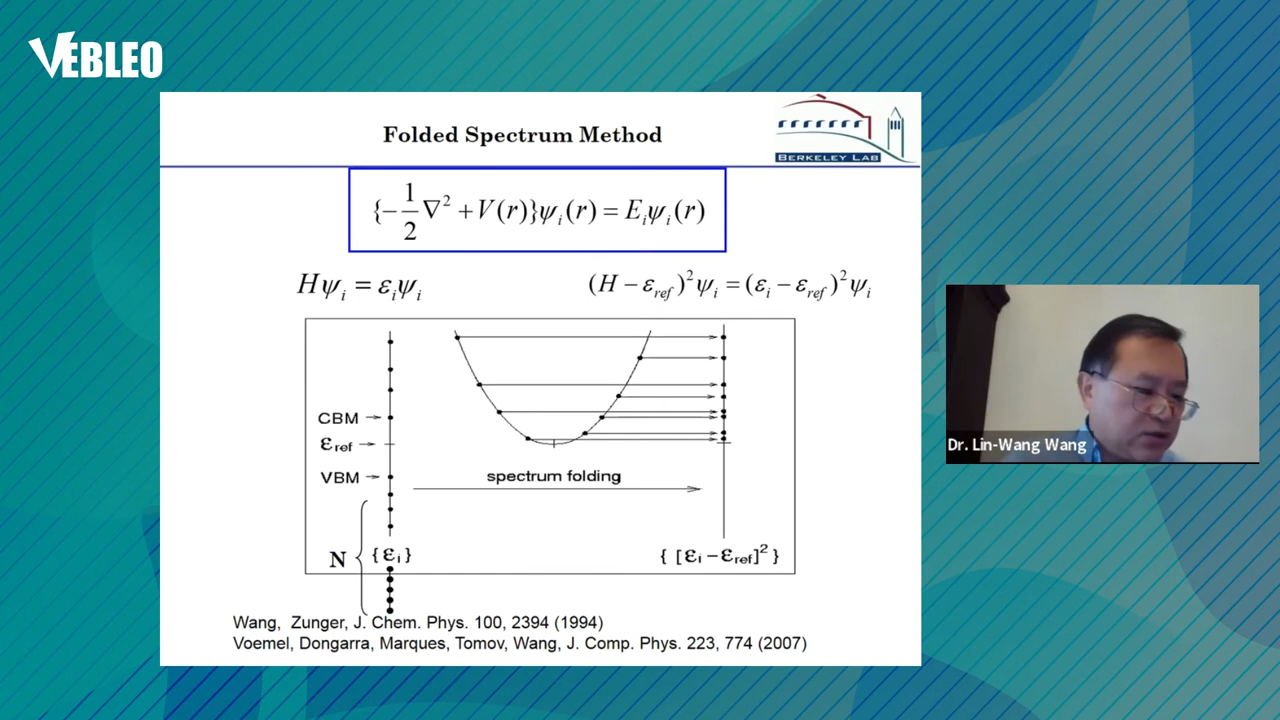 VEBLEO
Folded Spectrum Method
BERKELEY LAB
{-\frac{1}{2}∇² + V(r)}ψᵢ(r) = Eᵢψᵢ(r)
Hψᵢ = εᵢψᵢ
(H − ε_ref)²ψᵢ = (εᵢ − ε_ref)²ψᵢ
CBM
ε_ref
VBM
spectrum folding
N
{εᵢ}
{ [εᵢ − ε_ref]² }
Wang, Zunger, J. Chem. Phys. 100, 2394 (1994)
Voemel, Dongarra, Marques, Tomov, Wang, J. Comp. Phys. 223, 774 (2007)
Dr. Lin-Wang Wang